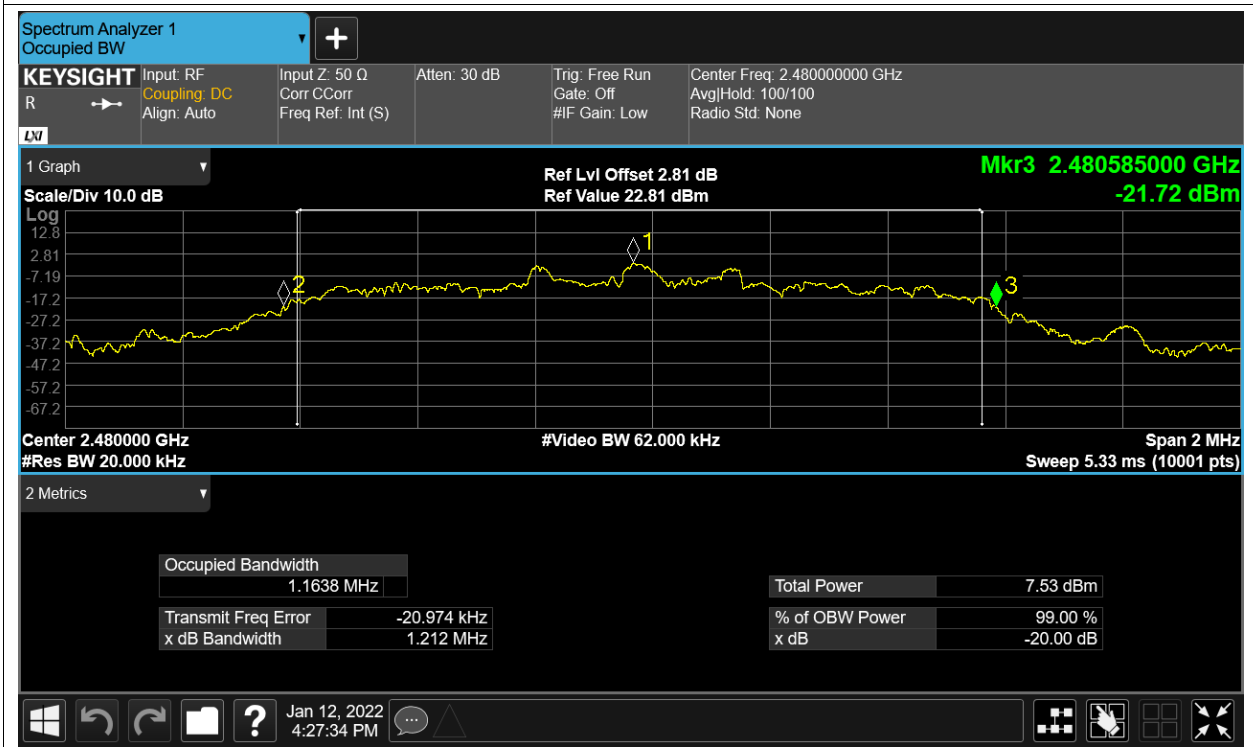 Spectrum Analyzer 1
Occupied BW
KEYSIGHT
R
LXI
Input: RF
Coupling: DC
Align: Auto
Input Z: 50 Ω
Corr CCorr
Freq Ref: Int (S)
Atten: 30 dB
Trig: Free Run
Gate: Off
#IF Gain: Low
Center Freq: 2.480000000 GHz
Avg|Hold: 100/100
Radio Std: None
1 Graph
Scale/Div 10.0 dB
Ref Lvl Offset 2.81 dB
Ref Value 22.81 dBm
Mkr3 2.480585000 GHz
-21.72 dBm
Log
12.8
2.81
-7.19
-17.2
-27.2
-37.2
-47.2
-57.2
-67.2
1
2
3
Center 2.480000 GHz
#Video BW 62.000 kHz
Span 2 MHz
#Res BW 20.000 kHz
Sweep 5.33 ms (10001 pts)
2 Metrics
Occupied Bandwidth
1.1638 MHz
Total Power 7.53 dBm
Transmit Freq Error -20.974 kHz
% of OBW Power 99.00 %
x dB Bandwidth 1.212 MHz
x dB -20.00 dB
?
Jan 12, 2022
4:27:34 PM